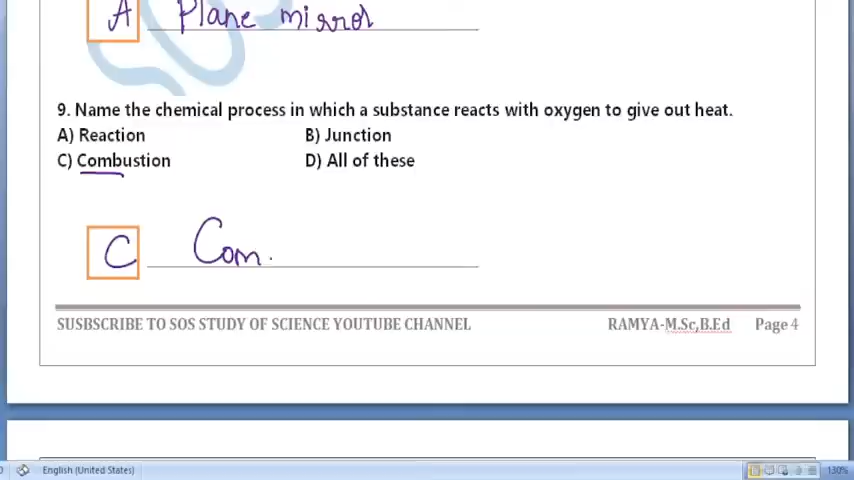 A Plane mirror
9. Name the chemical process in which a substance reacts with oxygen to give out heat.
A) Reaction B) Junction
C) Combustion D) All of these
C Com
SUSBSCRIBE TO SOS STUDY OF SCIENCE YOUTUBE CHANNEL RAMYA-M.Sc,B.Ed Page 4
English (United States) 130%